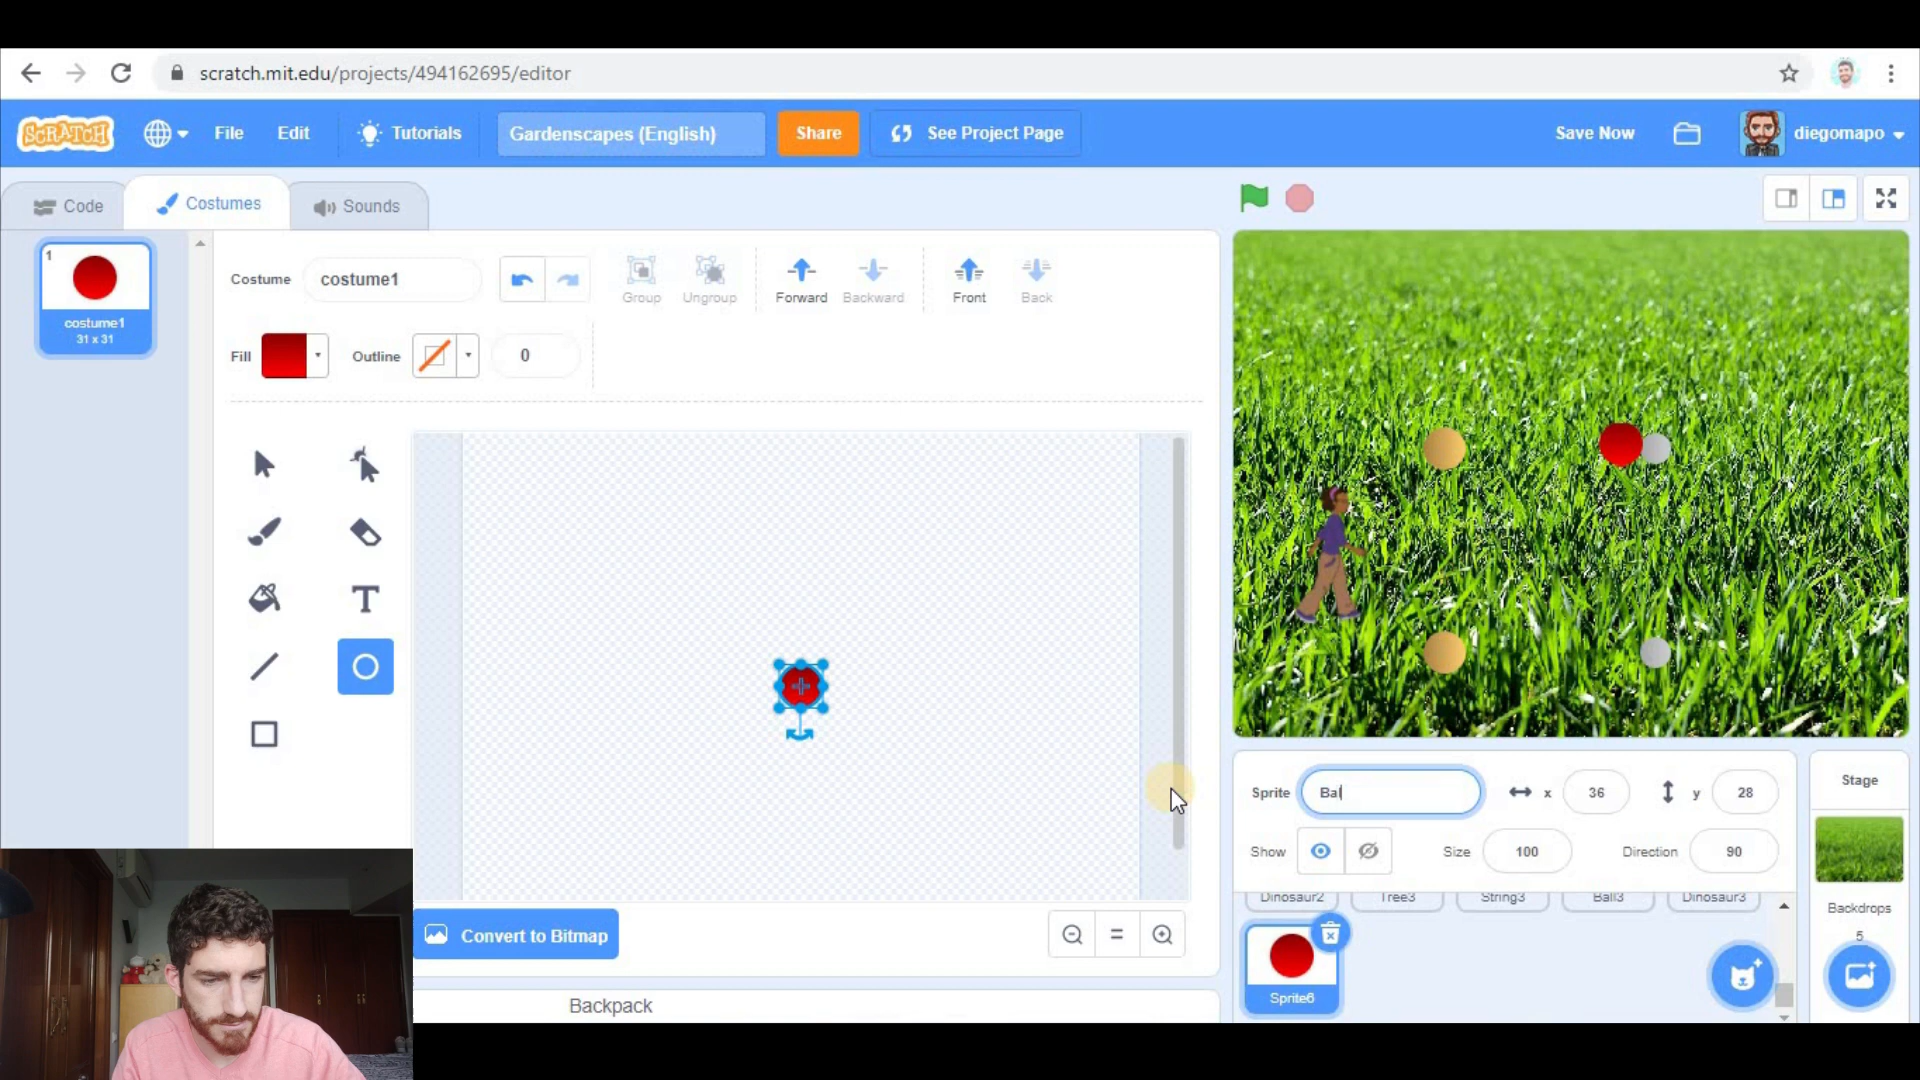 scratch.mit.edu/projects/494162695/editor
SCRATCH File Edit Tutorials Gardenscapes (English) Share See Project Page Save Now diegomapo
Code Costumes Sounds
1
costume1
31 x 31
Costume costume1
Group Ungroup Forward Backward Front Back
Fill Outline 0
Convert to Bitmap
Backpack
Sprite Bal x 36 y 28
Show Size 100 Direction 90
Dinosaur2 Tree3 String3 Ball3 Dinosaur3
Sprite6
Stage
Backdrops
5